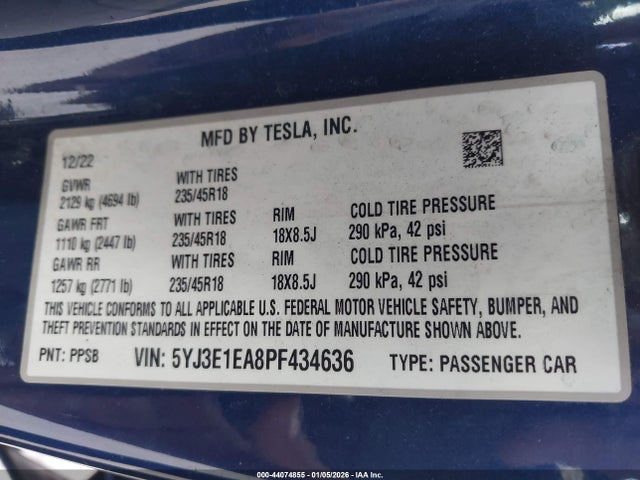 MFD BY TESLA, INC.
12/22
GVWR WITH TIRES
2129 kg (4694 lb) 235/45R18
GAWR FRT WITH TIRES RIM COLD TIRE PRESSURE
1110 kg (2447 lb) 235/45R18 18X8.5J 290 kPa, 42 psi
GAWR RR WITH TIRES RIM COLD TIRE PRESSURE
1257 kg (2771 lb) 235/45R18 18X8.5J 290 kPa, 42 psi
THIS VEHICLE CONFORMS TO ALL APPLICABLE U.S. FEDERAL MOTOR VEHICLE SAFETY, BUMPER, AND
THEFT PREVENTION STANDARDS IN EFFECT ON THE DATE OF MANUFACTURE SHOWN ABOVE.
PNT: PPSB VIN: 5YJ3E1EA8PF434636 TYPE: PASSENGER CAR
000-44074855 - 01/05/2026 - IAA Inc.